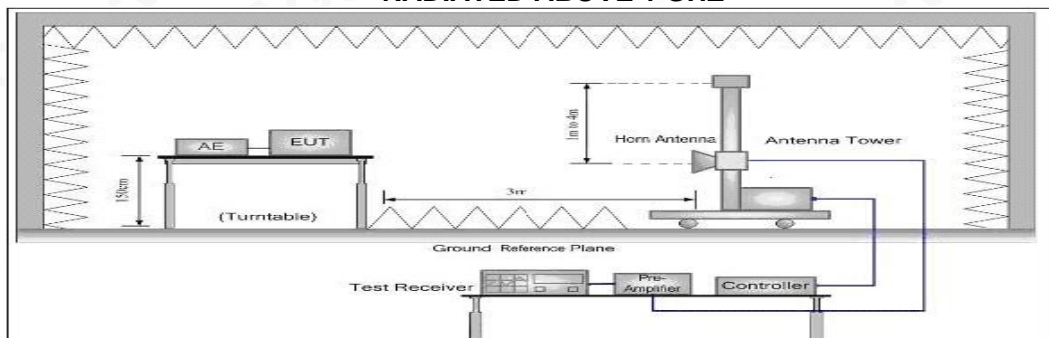 RADIATED ABOVE 1 GHZ
AE
EUT
150cm
(Turntable)
3m
1m to 4m
Horn Antenna
Antenna Tower
Ground Reference Plane
Test Receiver
Pre-
Amplifier
Controller